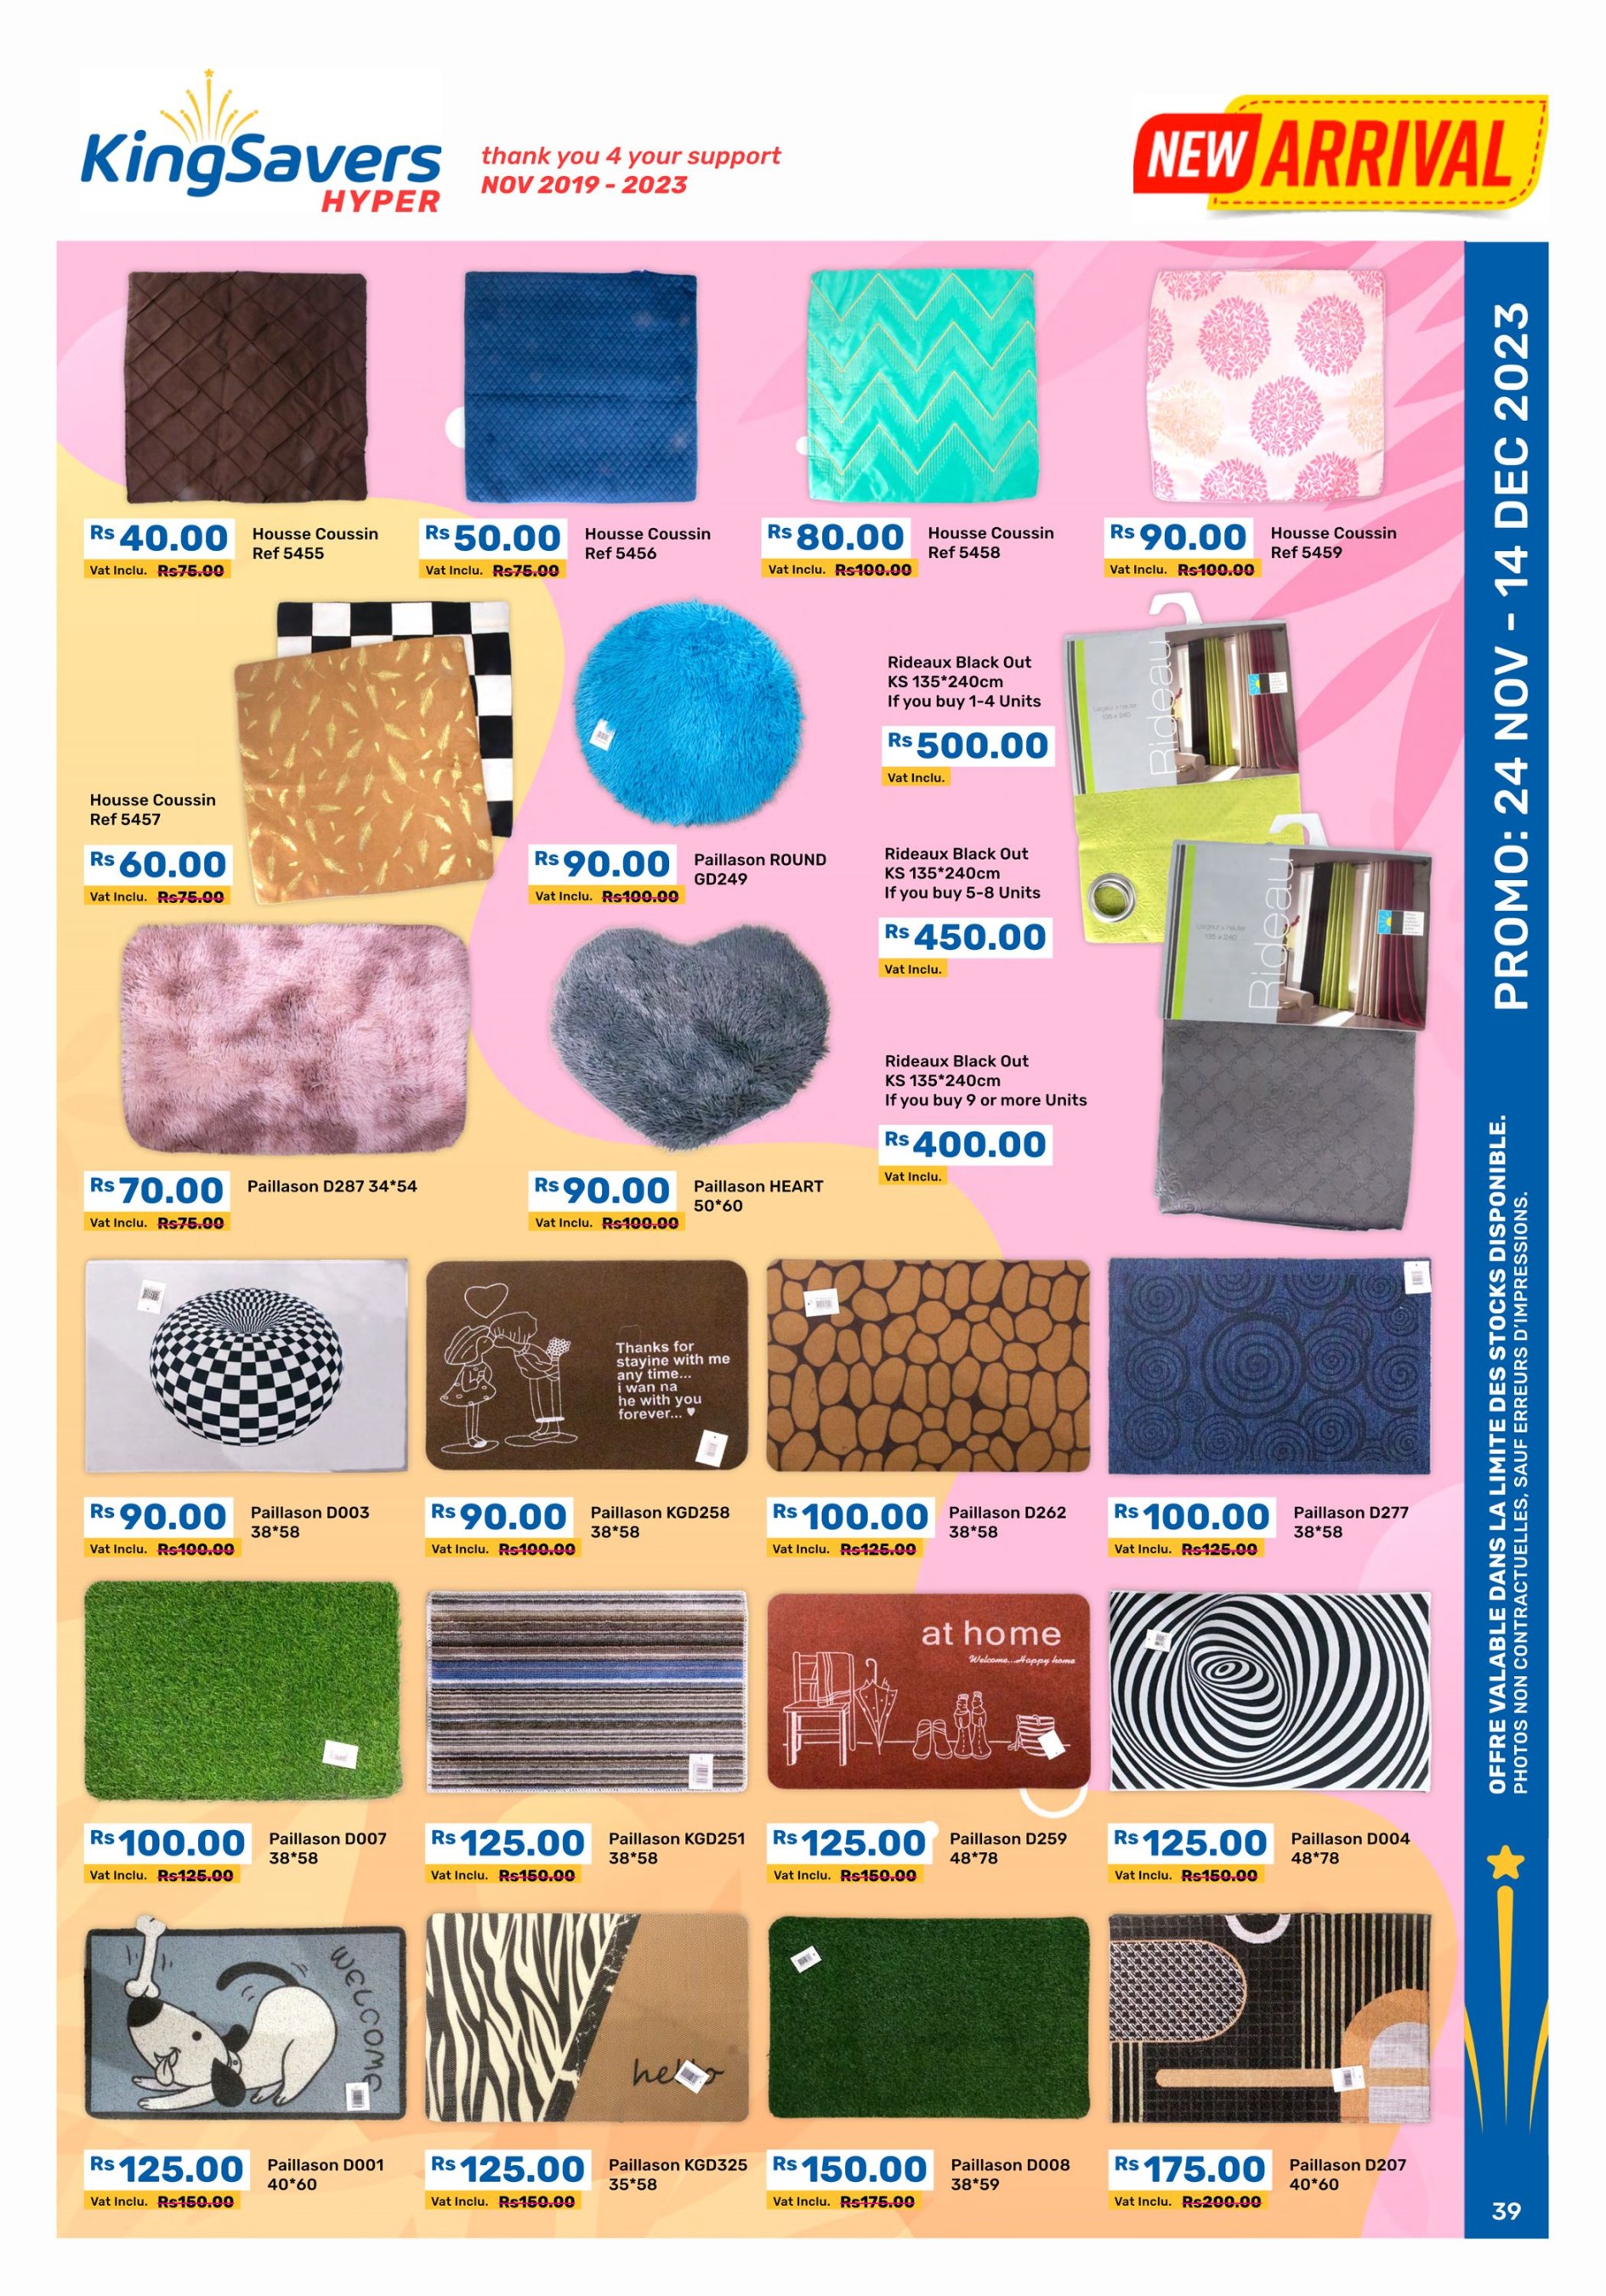 KingSavers
HYPER
thank you 4 your support
NOV 2019 - 2023
NEW ARRIVAL
Rs 40.00
Vat Inclu. Rs75.00
Housse Coussin
Ref 5455
Rs 50.00
Vat Inclu. Rs75.00
Housse Coussin
Ref 5456
Rs 80.00
Vat Inclu. Rs100.00
Housse Coussin
Ref 5458
Rs 90.00
Vat Inclu. Rs100.00
Housse Coussin
Ref 5459
Housse Coussin
Ref 5457
Rs 60.00
Vat Inclu. Rs75.00
Rs 90.00
Vat Inclu. Rs100.00
Paillason ROUND
GD249
Rideaux Black Out
KS 135*240cm
If you buy 1-4 Units
Rs 500.00
Vat Inclu.
Rideaux Black Out
KS 135*240cm
If you buy 5-8 Units
Rs 450.00
Vat Inclu.
Rideaux Black Out
KS 135*240cm
If you buy 9 or more Units
Rs 400.00
Vat Inclu.
Rideau
Largeur x hauteur
135 x 240
Rideau
Largeur x hauteur
135 x 240
Rs 70.00
Vat Inclu. Rs75.00
Paillason D287 34*54
Rs 90.00
Vat Inclu. Rs100.00
Paillason HEART
50*60
Thanks for
stayine with me
any time...
i wan na
he with you
forever... ♥
Rs 90.00
Vat Inclu. Rs100.00
Paillason D003
38*58
Rs 90.00
Vat Inclu. Rs100.00
Paillason KGD258
38*58
Rs 100.00
Vat Inclu. Rs125.00
Paillason D262
38*58
Rs 100.00
Vat Inclu. Rs125.00
Paillason D277
38*58
at home
Welcome...Happy home
Rs 100.00
Vat Inclu. Rs125.00
Paillason D007
38*58
Rs 125.00
Vat Inclu. Rs150.00
Paillason KGD251
38*58
Rs 125.00
Vat Inclu. Rs150.00
Paillason D259
48*78
Rs 125.00
Vat Inclu. Rs150.00
Paillason D004
48*78
WELCOME
hello
Rs 125.00
Vat Inclu. Rs150.00
Paillason D001
40*60
Rs 125.00
Vat Inclu. Rs150.00
Paillason KGD325
35*58
Rs 150.00
Vat Inclu. Rs175.00
Paillason D008
38*59
Rs 175.00
Vat Inclu. Rs200.00
Paillason D207
40*60
PROMO: 24 NOV - 14 DEC 2023
OFFRE VALABLE DANS LA LIMITE DES STOCKS DISPONIBLE.
PHOTOS NON CONTRACTUELLES, SAUF ERREURS D'IMPRESSIONS.
39